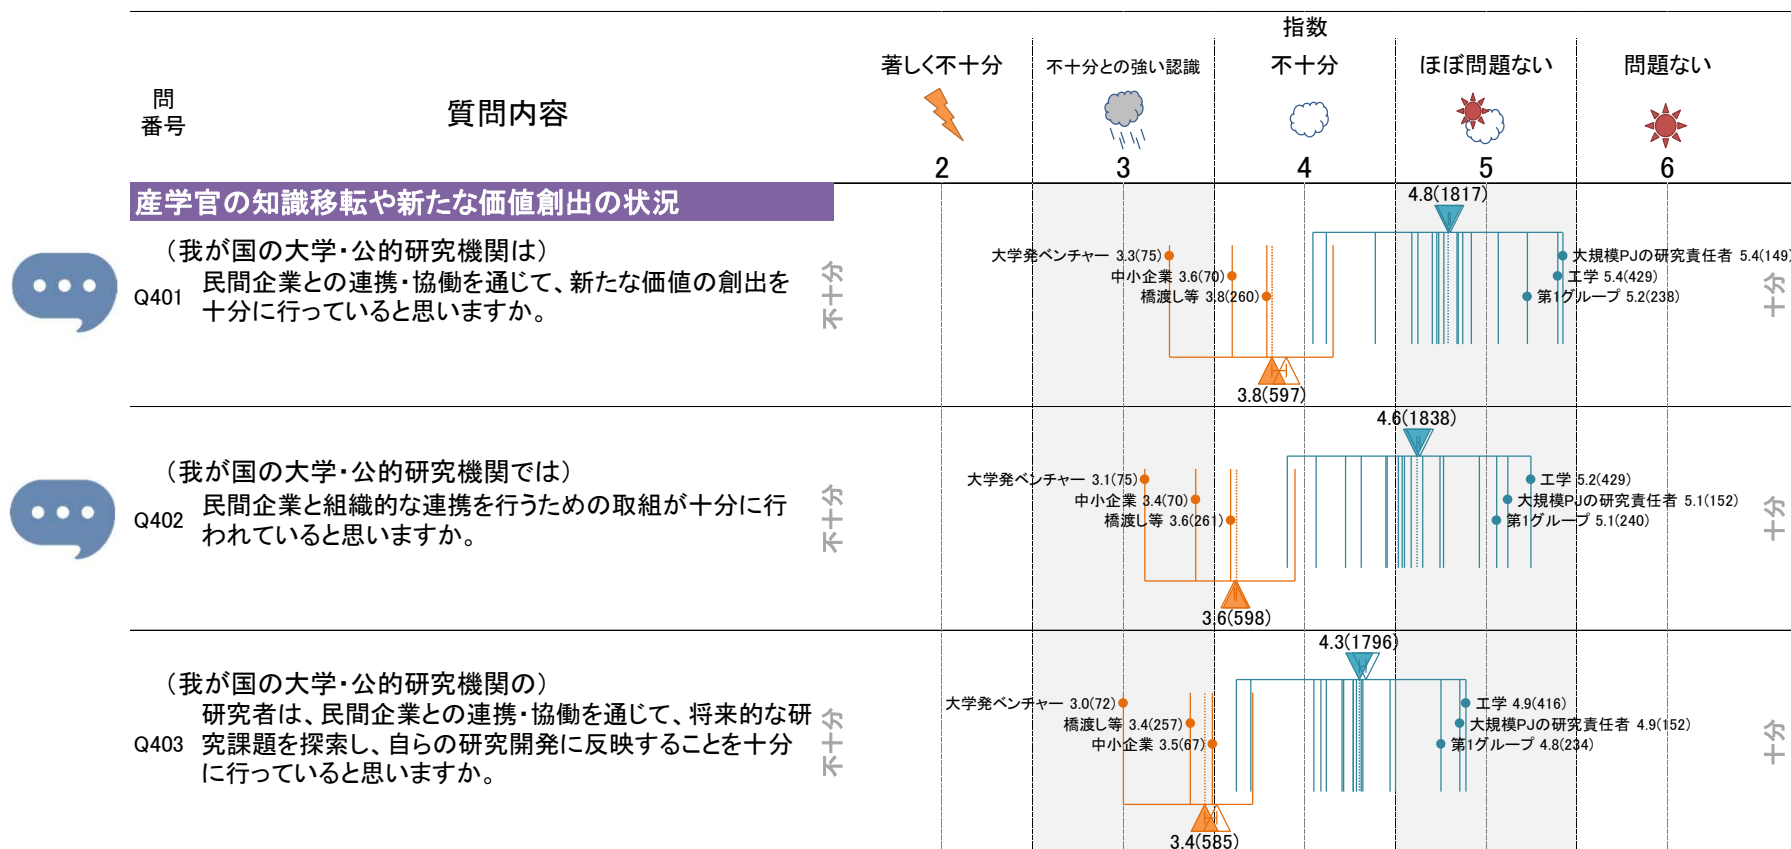 指数
著しく不十分 不十分との強い認識 不十分 ほぼ問題ない 問題ない
問番号 質問内容
2 3 4 5 6
産学官の知識移転や新たな価値創出の状況
4.8(1817)
Q401
(我が国の大学・公的研究機関は)
民間企業との連携・協働を通じて、新たな価値の創出を
十分に行っていると思いますか。
不十分
大学発ベンチャー 3.3(75)
中小企業 3.6(70)
橋渡し等 3.8(260)
大規模PJの研究責任者 5.4(149)
工学 5.4(429)
第1グループ 5.2(238)
十分
3.8(597)
4.6(1838)
Q402
(我が国の大学・公的研究機関では)
民間企業と組織的な連携を行うための取組が十分に行
われていると思いますか。
不十分
大学発ベンチャー 3.1(75)
中小企業 3.4(70)
橋渡し等 3.6(261)
工学 5.2(429)
大規模PJの研究責任者 5.1(152)
第1グループ 5.1(240)
十分
3.6(598)
4.3(1796)
Q403
(我が国の大学・公的研究機関の)
研究者は、民間企業との連携・協働を通じて、将来的な研
究課題を探索し、自らの研究開発に反映することを十分
に行っていると思いますか。
不十分
大学発ベンチャー 3.0(72)
橋渡し等 3.4(257)
中小企業 3.5(67)
工学 4.9(416)
大規模PJの研究責任者 4.9(152)
第1グループ 4.8(234)
十分
3.4(585)